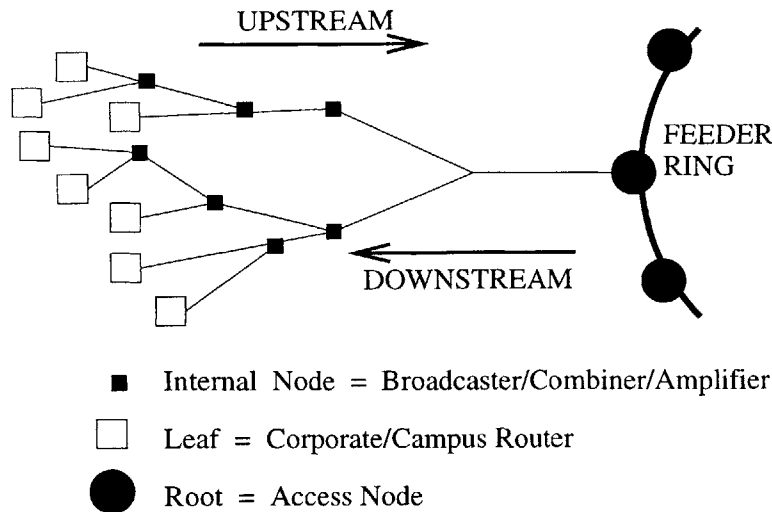 UPSTREAM
FEEDER
RING
DOWNSTREAM
Internal Node = Broadcaster/Combiner/Amplifier
Leaf = Corporate/Campus Router
Root = Access Node